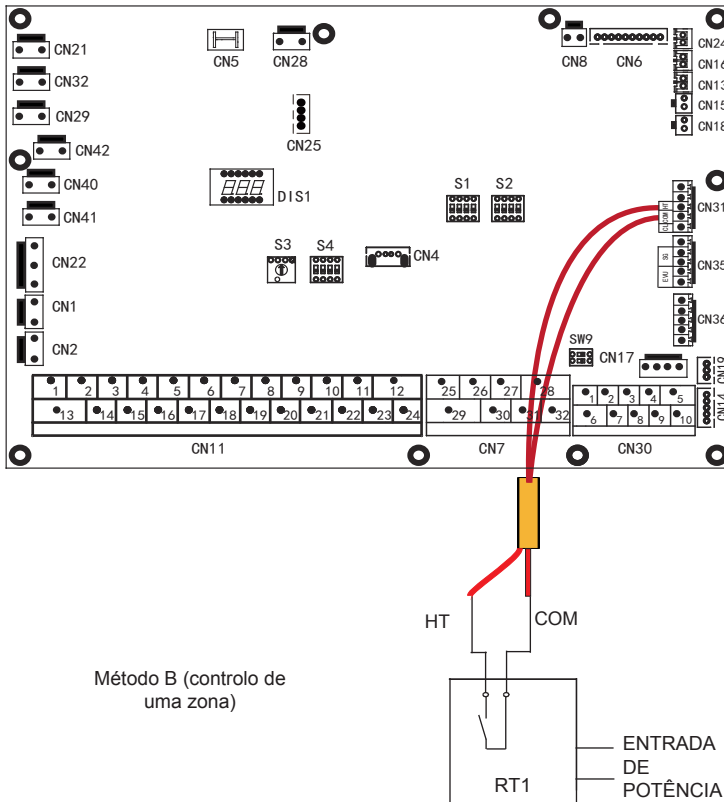 CN21
CN5
CN28
CN8
CN6
CN24
CN32
CN16
CN13
CN29
CN15
CN18
CN25
CN42
CN40
DIS1
S1
S2
CN41
HT
COM
CL
CN31
S3
S4
CN4
CN22
SG
EVU
CN35
CN1
CN36
CN2
SW9
CN17
CN19
CN14
1 2 3 4 5 6 7 8 9 10 11 12
13 14 15 16 17 18 19 20 21 22 23 24
25 26 27 28
29 30 31 32
1 2 3 4 5
6 7 8 9 10
CN11
CN7
CN30
HT
COM
Método B (controlo de
uma zona)
RT1
ENTRADA
DE
POTÊNCIA